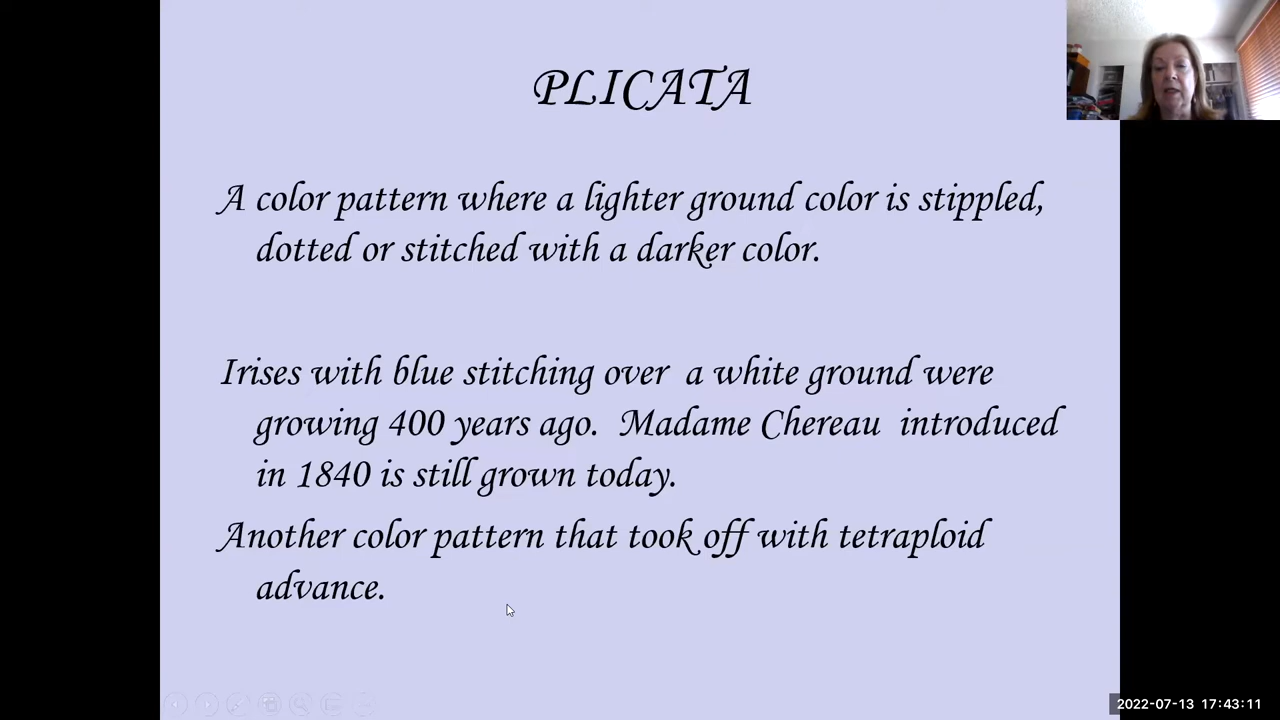 PLICATA
A color pattern where a lighter ground color is stippled,
dotted or stitched with a darker color.
Irises with blue stitching over a white ground were
growing 400 years ago. Madame Chereau introduced
in 1840 is still grown today.
Another color pattern that took off with tetraploid
advance.
2022-07-13 17:43:11